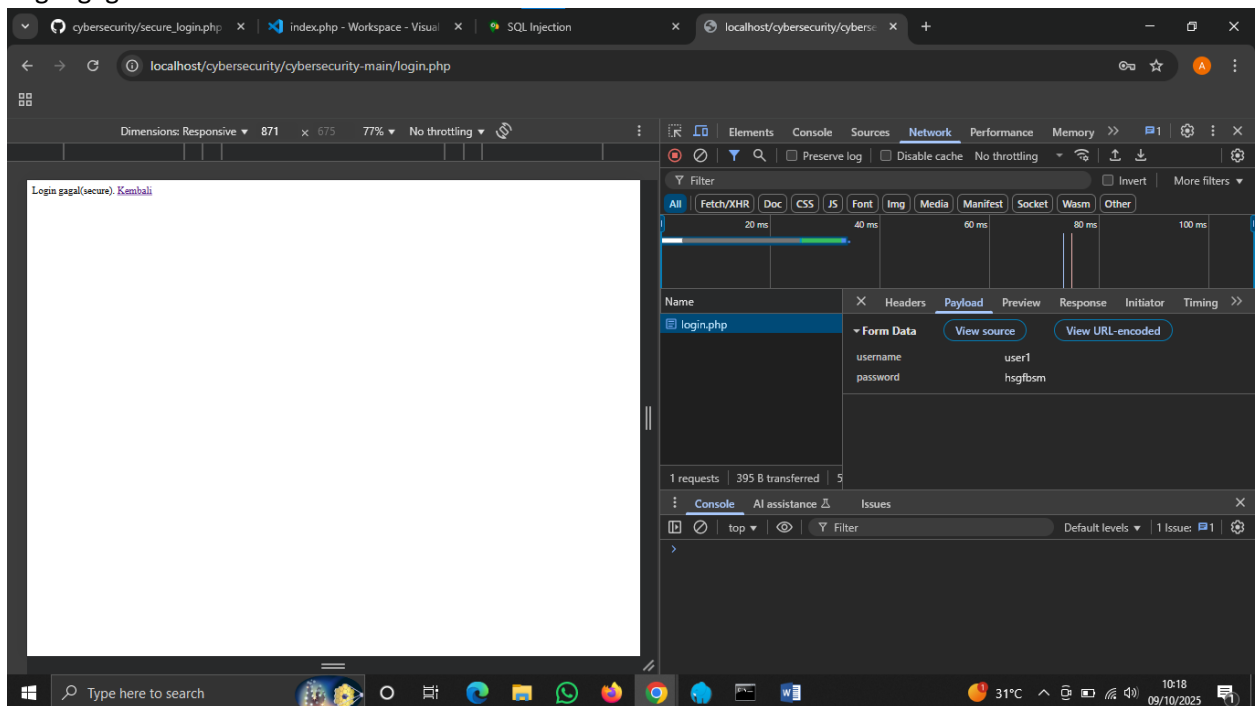 cybersecurity/secure_login.php
index.php - Workspace - Visual
SQL Injection
localhost/cybersecurity/cyberse
localhost/cybersecurity/cybersecurity-main/login.php
A
Dimensions: Responsive 871 x 675 77% No throttling
Elements Console Sources Network Performance Memory 1
Preserve log Disable cache No throttling
Filter Invert More filters
All Fetch/XHR Doc CSS JS Font Img Media Manifest Socket Wasm Other
20 ms 40 ms 60 ms 80 ms 100 ms
Login gagal(secure). Kembali
Name Headers Payload Preview Response Initiator Timing
login.php
Form Data View source View URL-encoded
username user1
password hsgfbsm
1 requests 395 B transferred 5
Console AI assistance Issues
top Filter Default levels 1 Issue: 1
Type here to search
31°C
10:18
09/10/2025